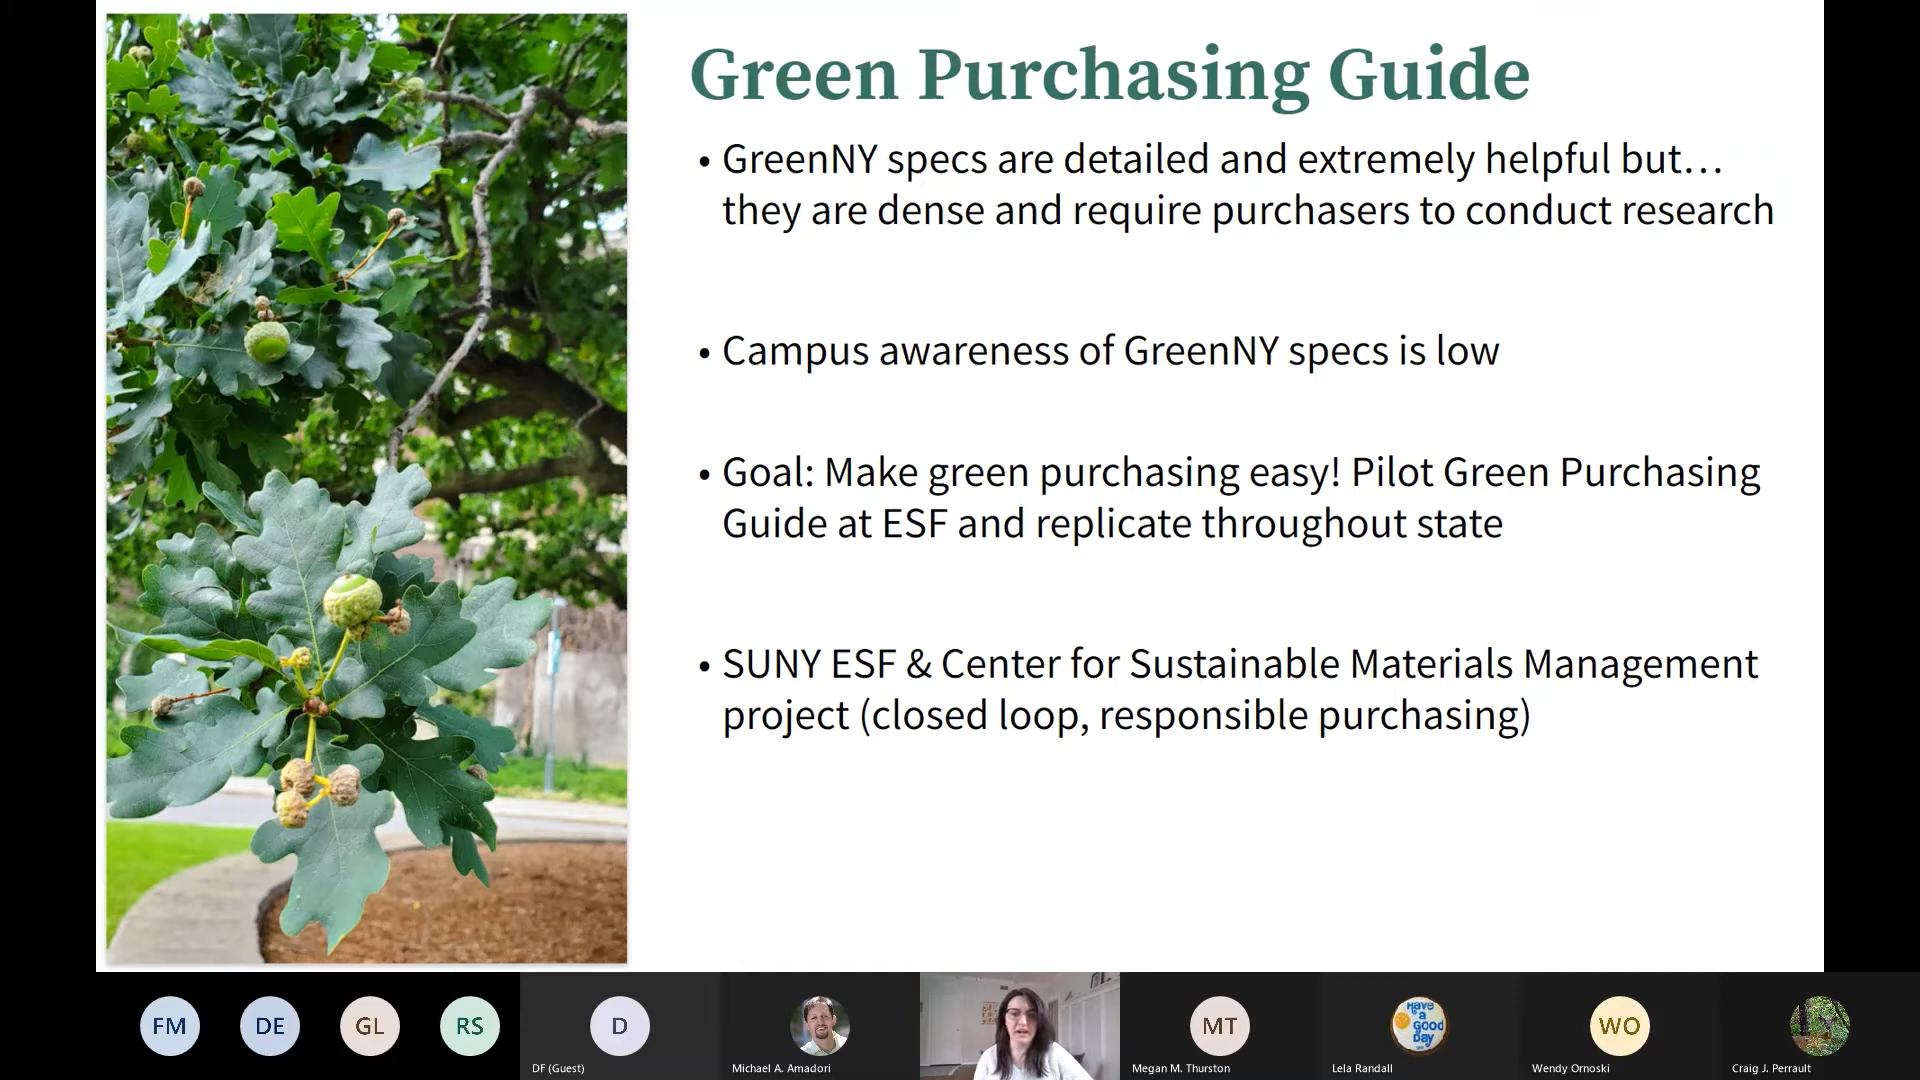 Green Purchasing Guide
• GreenNY specs are detailed and extremely helpful but…
they are dense and require purchasers to conduct research
• Campus awareness of GreenNY specs is low
• Goal: Make green purchasing easy! Pilot Green Purchasing
Guide at ESF and replicate throughout state
• SUNY ESF & Center for Sustainable Materials Management
project (closed loop, responsible purchasing)
FM
DE
GL
RS
D
DF (Guest)
Michael A. Amadori
MT
Megan M. Thurston
Have
a
good
Day
Lela Randall
WO
Wendy Ornoski
Craig J. Perrault